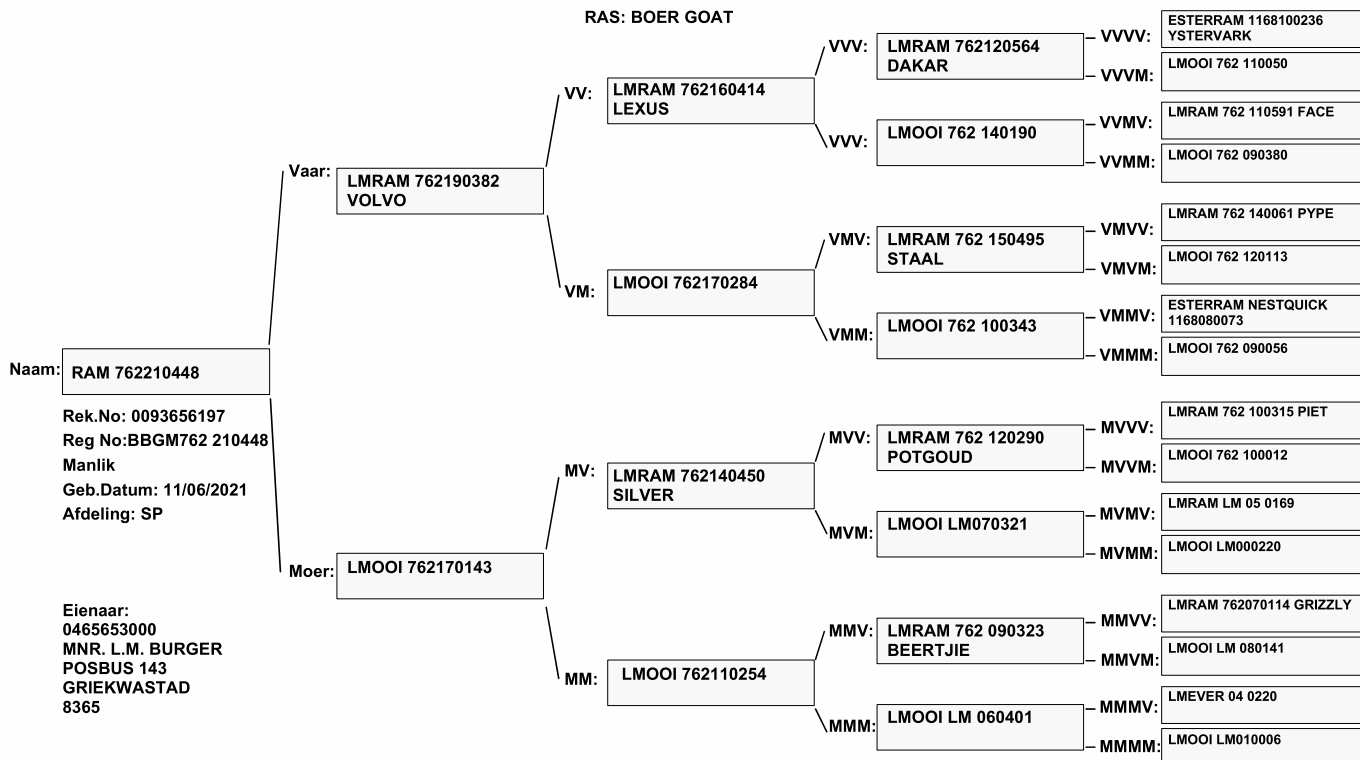 RAS: BOER GOAT
Naam:
RAM 762210448
Rek.No: 0093656197
Reg No:BBGM762 210448
Manlik
Geb.Datum: 11/06/2021
Afdeling: SP
Eienaar:
0465653000
MNR. L.M. BURGER
POSBUS 143
GRIEKWASTAD
8365
Vaar:
LMRAM 762190382
VOLVO
Moer:
LMOOI 762170143
VV:
LMRAM 762160414
LEXUS
VM:
LMOOI 762170284
MV:
LMRAM 762140450
SILVER
MM:
LMOOI 762110254
VVV:
LMRAM 762120564
DAKAR
VVV:
LMOOI 762 140190
VMV:
LMRAM 762 150495
STAAL
VMM:
LMOOI 762 100343
MVV:
LMRAM 762 120290
POTGOUD
MVM:
LMOOI LM070321
MMV:
LMRAM 762 090323
BEERTJIE
MMM:
LMOOI LM 060401
VVVV:
ESTERRAM 1168100236
YSTERVARK
VVVM:
LMOOI 762 110050
VVMV:
LMRAM 762 110591 FACE
VVMM:
LMOOI 762 090380
VMVV:
LMRAM 762 140061 PYPE
VMVM:
LMOOI 762 120113
VMMV:
ESTERRAM NESTQUICK
1168080073
VMMM:
LMOOI 762 090056
MVVV:
LMRAM 762 100315 PIET
MVVM:
LMOOI 762 100012
MVMV:
LMRAM LM 05 0169
MVMM:
LMOOI LM000220
MMVV:
LMRAM 762070114 GRIZZLY
MMVM:
LMOOI LM 080141
MMMV:
LMEVER 04 0220
MMMM:
LMOOI LM010006